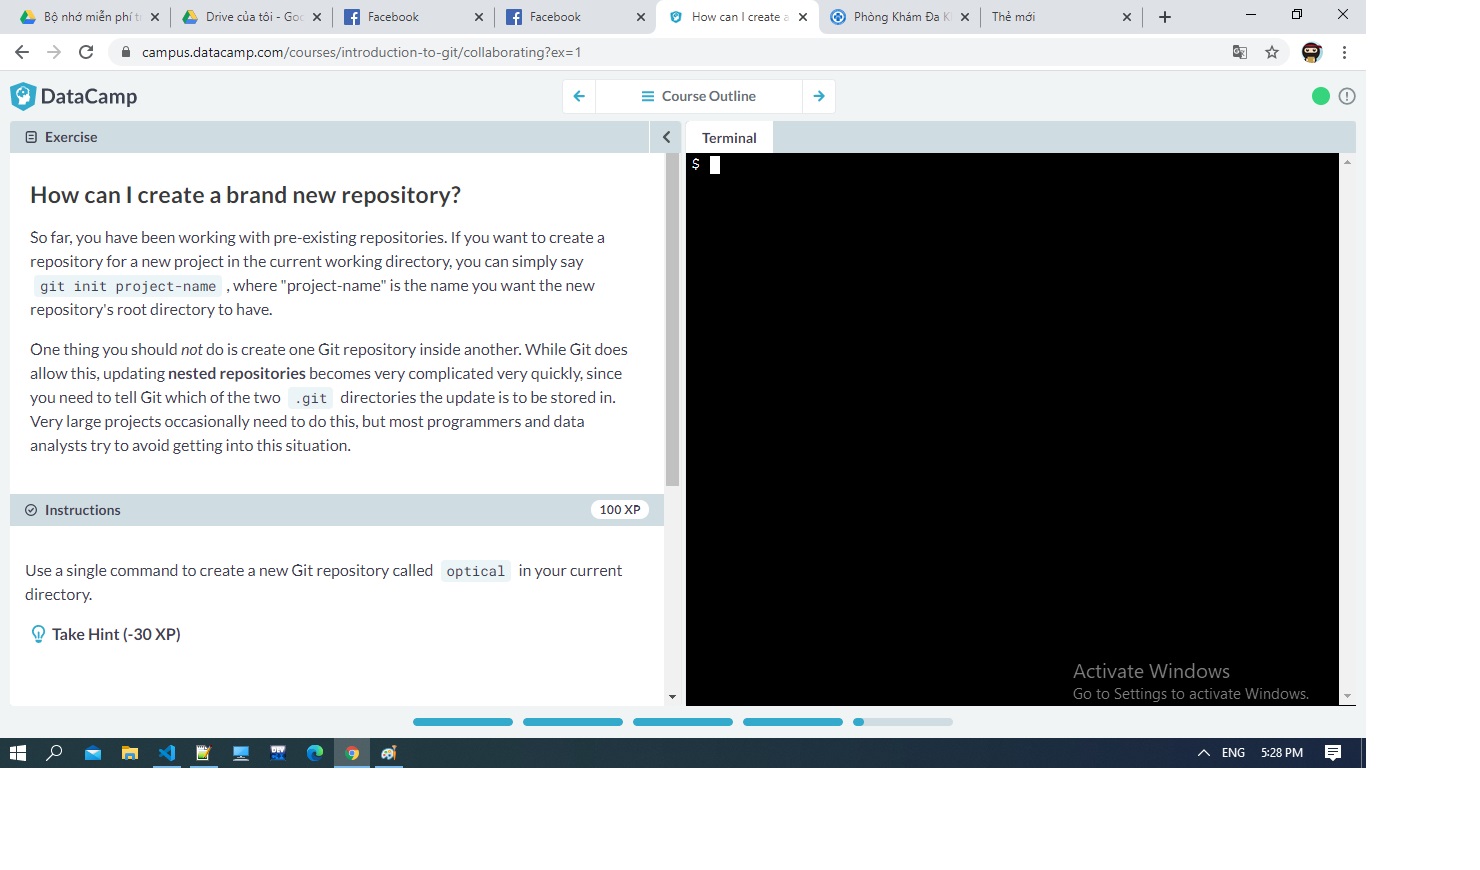 Bộ nhớ miễn phí
Drive của tôi - Goo
Facebook
Facebook
How can I create a
Phòng Khám Đa K
Thẻ mới
campus.datacamp.com/courses/introduction-to-git/collaborating?ex=1
DataCamp
Course Outline
Exercise
How can I create a brand new repository?
So far, you have been working with pre-existing repositories. If you want to create a
repository for a new project in the current working directory, you can simply say
git init project-name , where "project-name" is the name you want the new
repository's root directory to have.
One thing you should not do is create one Git repository inside another. While Git does
allow this, updating nested repositories becomes very complicated very quickly, since
you need to tell Git which of the two .git directories the update is to be stored in.
Very large projects occasionally need to do this, but most programmers and data
analysts try to avoid getting into this situation.
Instructions
100 XP
Use a single command to create a new Git repository called optical in your current
directory.
Take Hint (-30 XP)
Terminal
$
Activate Windows
Go to Settings to activate Windows.
DEV
ENG
5:28 PM